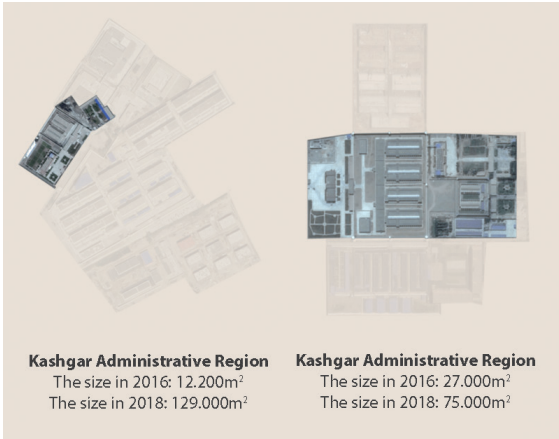 Kashgar Administrative Region
The size in 2016: 12.200m²
The size in 2018: 129.000m²
Kashgar Administrative Region
The size in 2016: 27.000m²
The size in 2018: 75.000m²